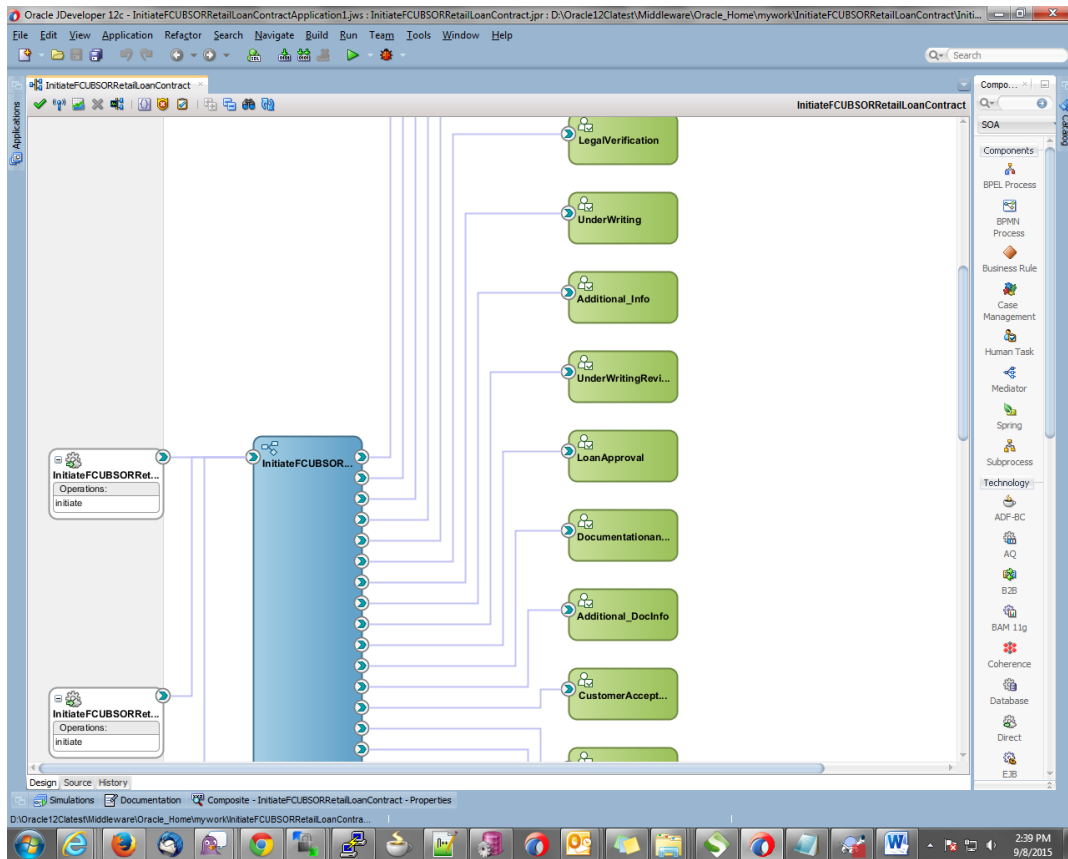 Oracle JDeveloper 12c - InitiateFCUBSORRetailLoanContractApplication1.jws : InitiateFCUBSORRetailLoanContract.jpr : D:\Oracle12Clatest\Middleware\Oracle_Home\mywork\InitiateFCUBSORRetailLoanContract\Initi...
File Edit View Application Refactor Search Navigate Build Run Team Tools Window Help
Search
InitiateFCUBSORRetailLoanContract
InitiateFCUBSORRetailLoanContract
Applications
LegalVerification
UnderWriting
Additional_Info
UnderWritingRevi...
LoanApproval
Documentationan...
Additional_DocInfo
CustomerAccept...
InitiateFCUBSOR...
InitiateFCUBSORRet...
Operations:
initiate
InitiateFCUBSORRet...
Operations:
initiate
Compo...
SOA
Catalog
Components
BPEL Process
BPMN
Process
Business Rule
Case
Management
Human Task
Mediator
Spring
Subprocess
Technology
ADF-BC
AQ
B2B
BAM 11g
Coherence
Database
Direct
EJB
Design Source History
Simulations Documentation Composite - InitiateFCUBSORRetailLoanContract - Properties
D:\Oracle12Clatest\Middleware\Oracle_Home\mywork\InitiateFCUBSORRetailLoanContra...
2:39 PM
9/8/2015